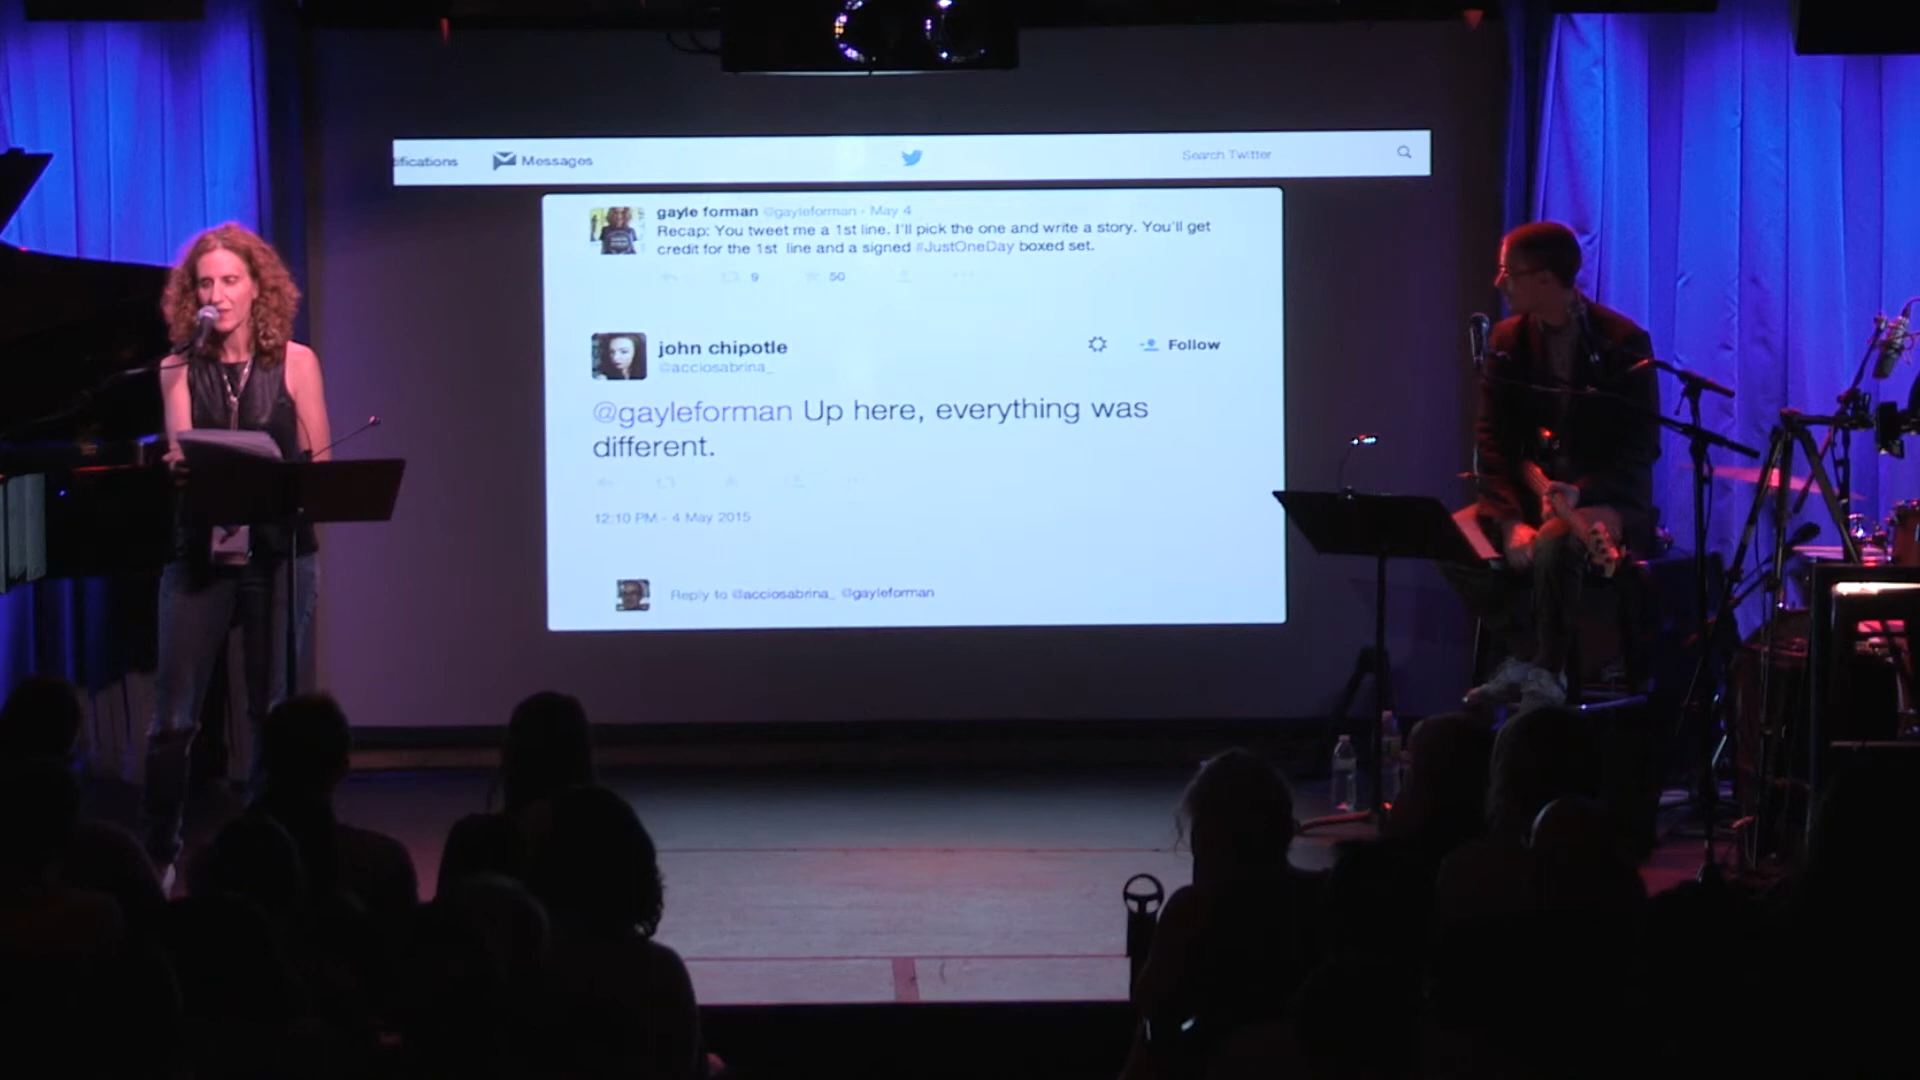 ifications Messages Search Twitter
gayle forman @gayleforman - May 4
Recap: You tweet me a 1st line. I'll pick the one and write a story. You'll get
credit for the 1st line and a signed #JustOneDay boxed set.
9 50
john chipotle Follow
@acciosabrina_
@gayleforman Up here, everything was
different.
12:10 PM - 4 May 2015
Reply to @acciosabrina_ @gayleforman